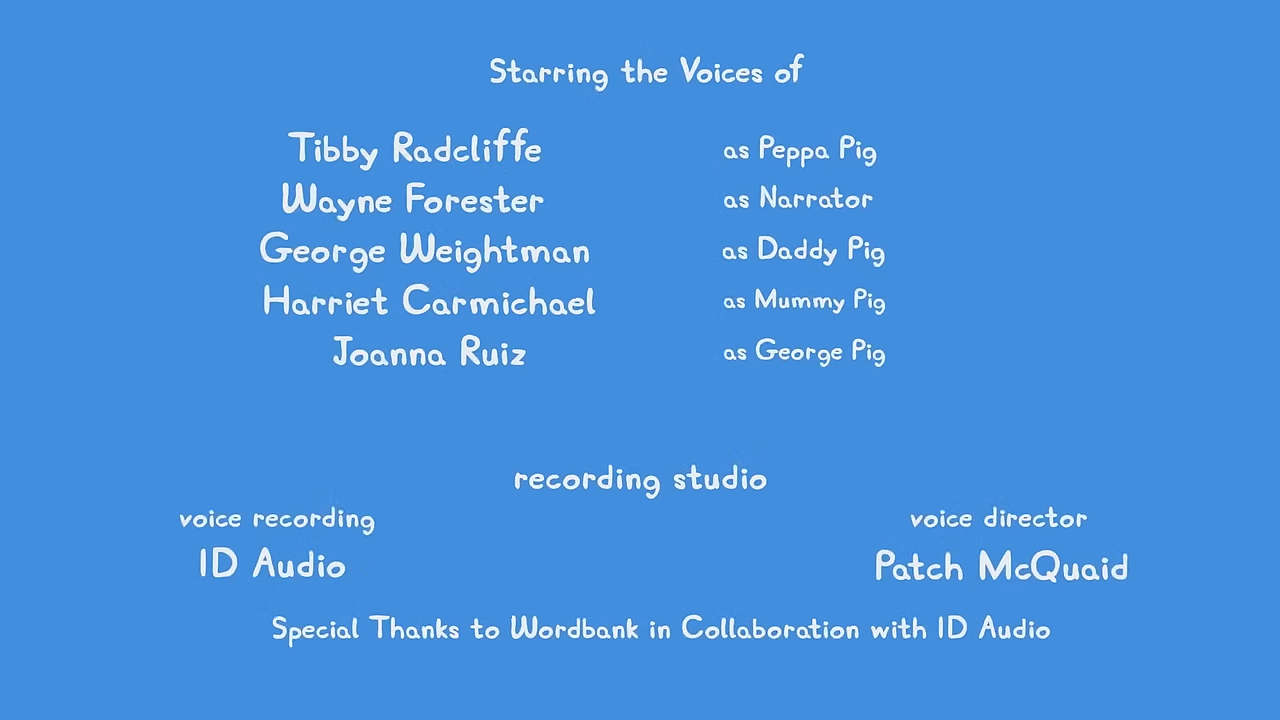 Starring the Voices of
Tibby Radcliffe as Peppa Pig
Wayne Forester as Narrator
George Weightman as Daddy Pig
Harriet Carmichael as Mummy Pig
Joanna Ruiz as George Pig
recording studio
voice recording voice director
ID Audio Patch McQuaid
Special Thanks to Wordbank in Collaboration with ID Audio